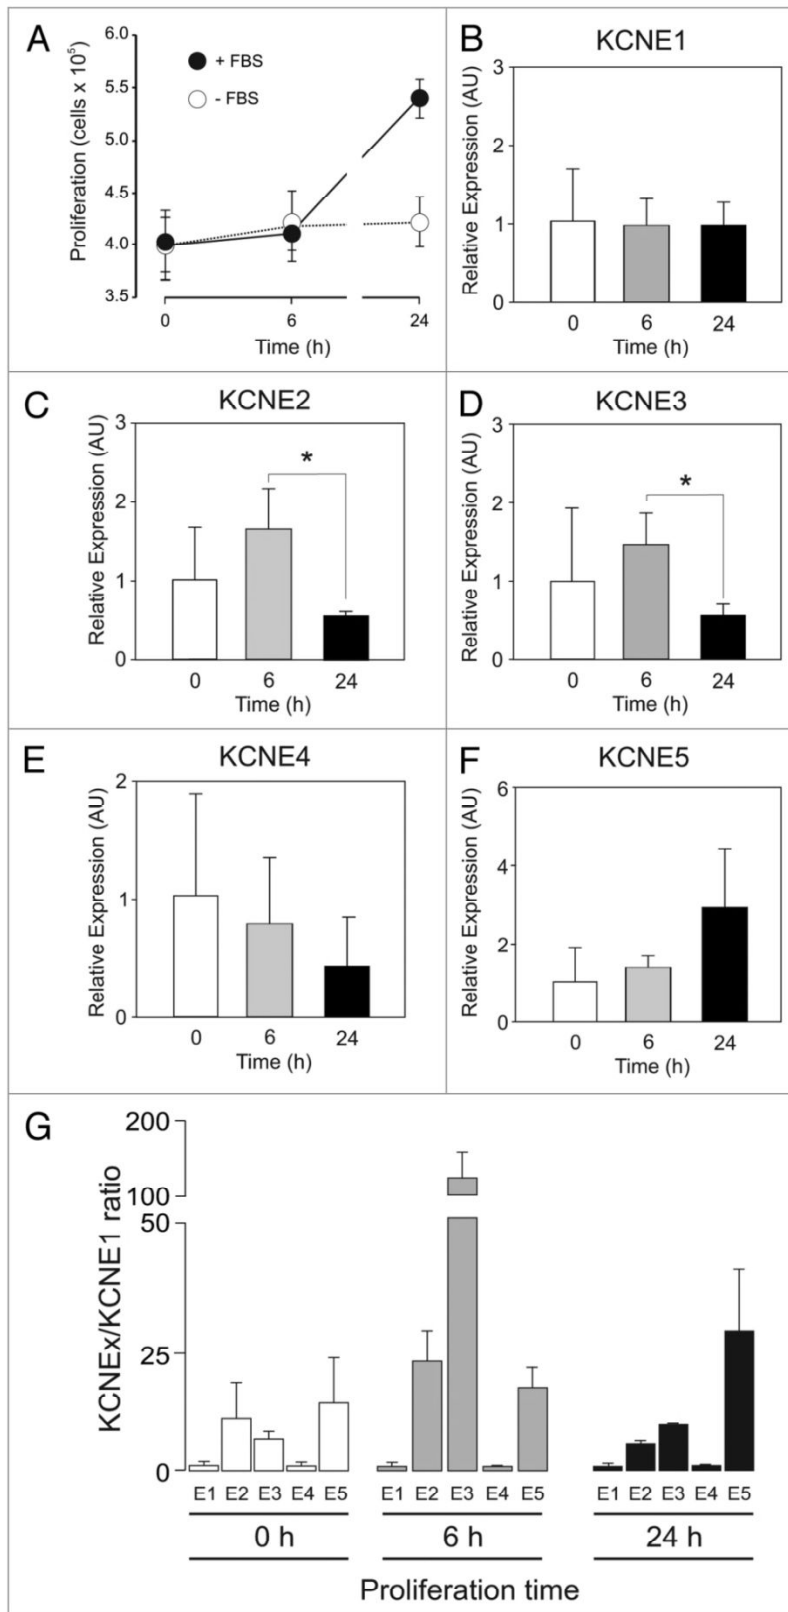 A
Proliferation (cells x 10⁵)
6.0
5.5
5.0
4.5
4.0
3.5
+ FBS
- FBS
0 6 24
Time (h)
B
KCNE1
Relative Expression (AU)
3
2
1
0
0 6 24
Time (h)
C
KCNE2
Relative Expression (AU)
3
2
1
0
*
0 6 24
Time (h)
D
KCNE3
Relative Expression (AU)
3
2
1
0
*
0 6 24
Time (h)
E
KCNE4
Relative Expression (AU)
2
1
0
0 6 24
Time (h)
F
KCNE5
Relative Expression (AU)
6
4
2
0
0 6 24
Time (h)
G
KCNEx/KCNE1 ratio
200
100
50
25
0
E1 E2 E3 E4 E5 E1 E2 E3 E4 E5 E1 E2 E3 E4 E5
0 h 6 h 24 h
Proliferation time